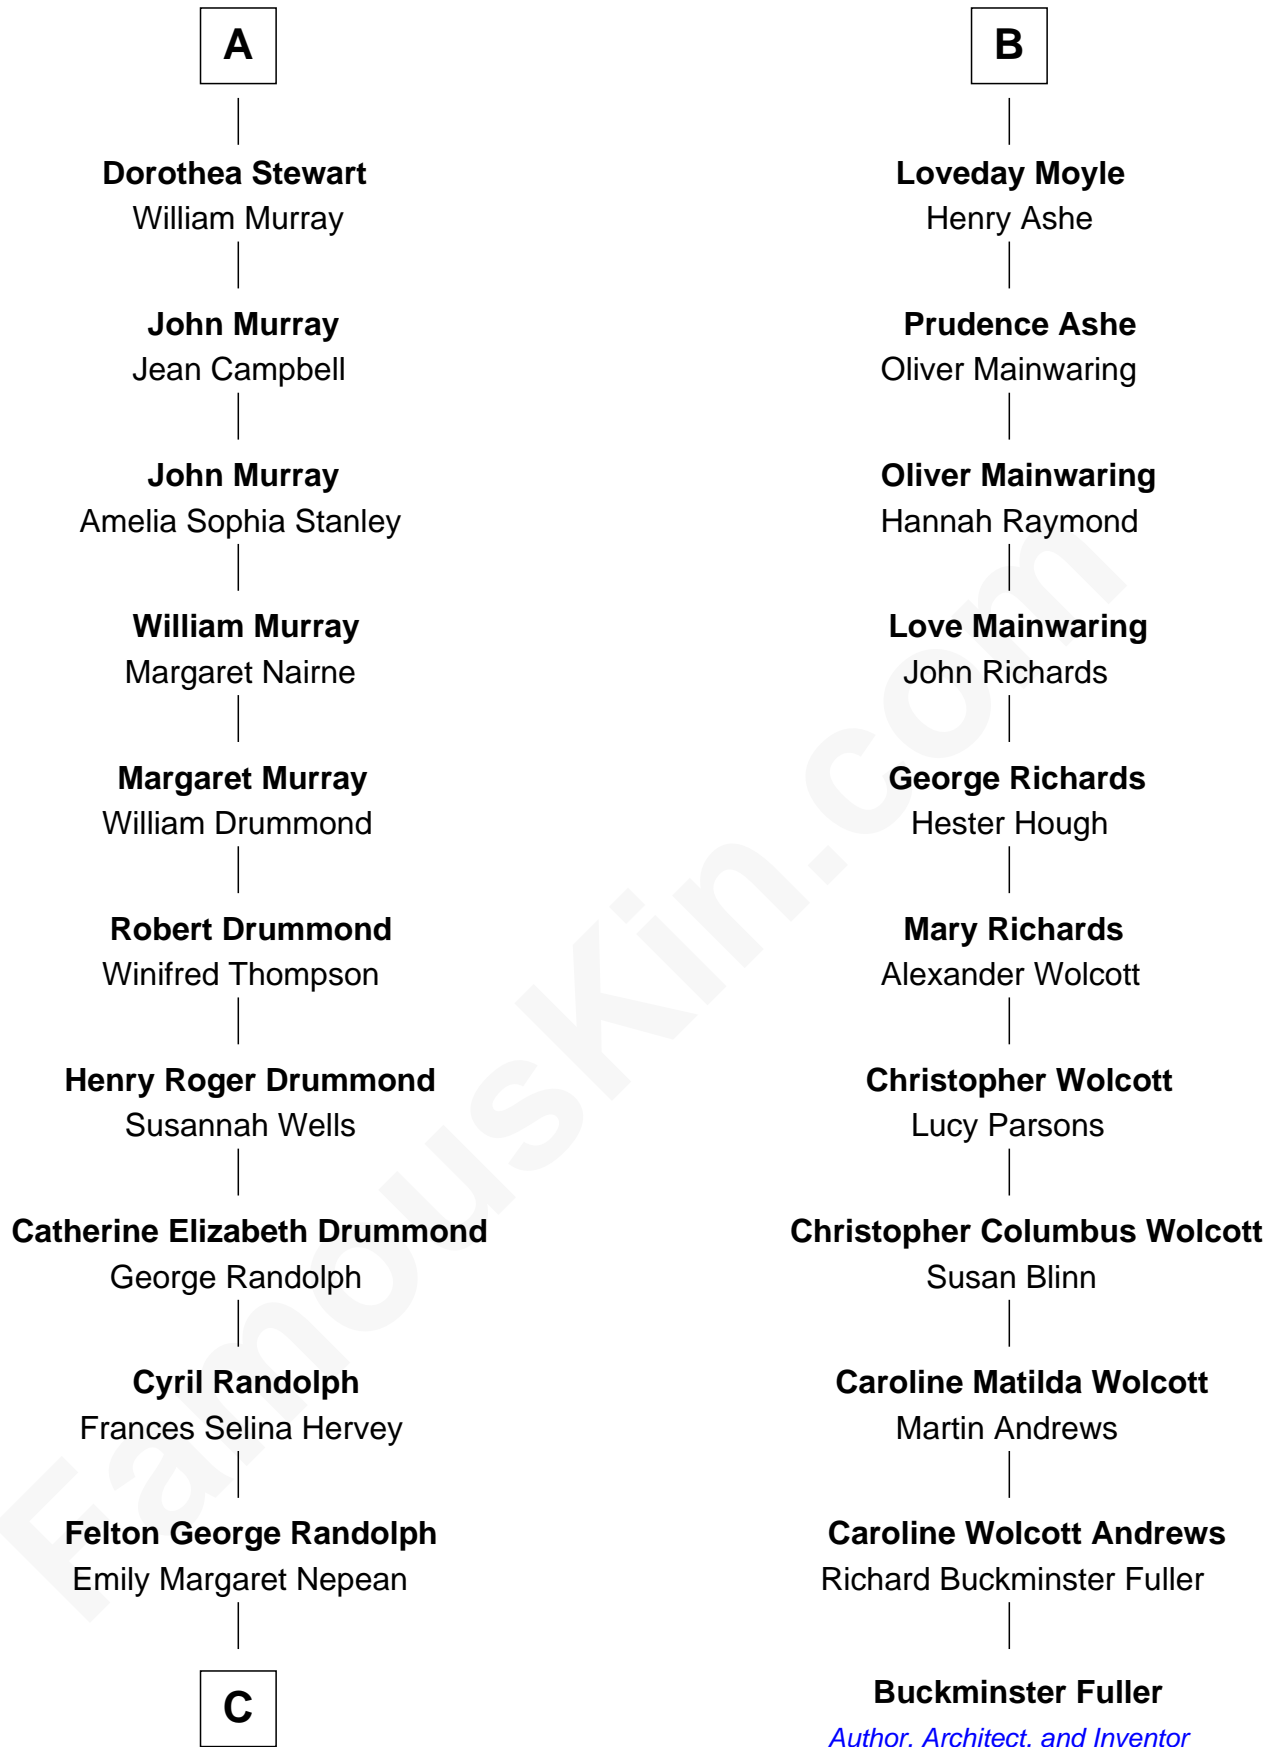 A
Dorothea Stewart
William Murray
John Murray
Jean Campbell
John Murray
Amelia Sophia Stanley
William Murray
Margaret Nairne
Margaret Murray
William Drummond
Robert Drummond
Winifred Thompson
Henry Roger Drummond
Susannah Wells
Catherine Elizabeth Drummond
George Randolph
Cyril Randolph
Frances Selina Hervey
Felton George Randolph
Emily Margaret Nepean
C
B
Loveday Moyle
Henry Ashe
Prudence Ashe
Oliver Mainwaring
Oliver Mainwaring
Hannah Raymond
Love Mainwaring
John Richards
George Richards
Hester Hough
Mary Richards
Alexander Wolcott
Christopher Wolcott
Lucy Parsons
Christopher Columbus Wolcott
Susan Blinn
Caroline Matilda Wolcott
Martin Andrews
Caroline Wolcott Andrews
Richard Buckminster Fuller
Buckminster Fuller
Author, Architect, and Inventor
FamousKin.com